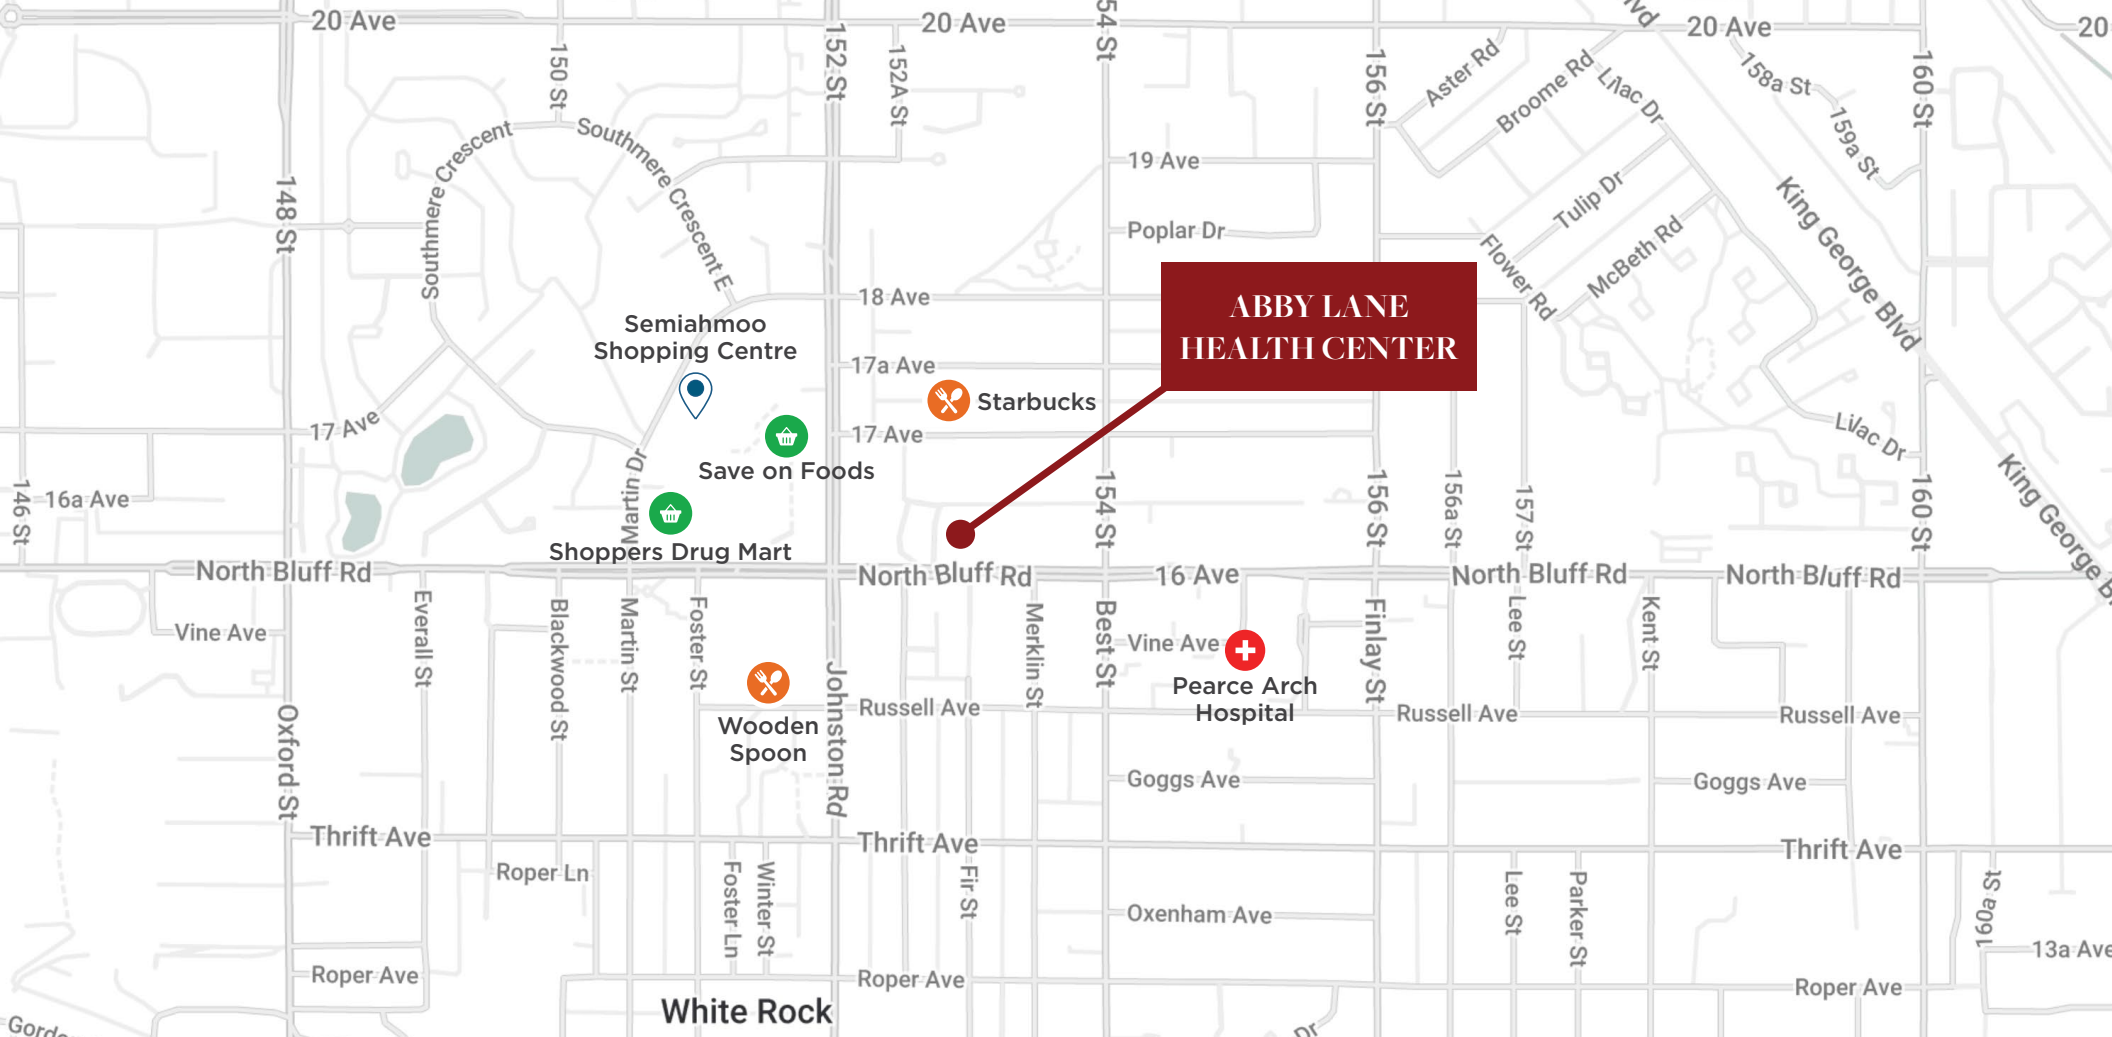 20 Ave
20 Ave
20 Ave
20
148 St
150 St
152 St
152A St
54 St
156 St
160 St
Aster Rd
Broome Rd
Lilac Dr
158a St
159a St
Southmere Crescent
Southmere Crescent E
19 Ave
Poplar Dr
Tulip Dr
McBeth Rd
Flower Rd
King George Blvd
18 Ave
ABBY LANE
HEALTH CENTER
Semiahmoo
Shopping Centre
17a Ave
Starbucks
17 Ave
17 Ave
Save on Foods
Lilac Dr
King George B
146 St
16a Ave
Martin Dr
Shoppers Drug Mart
154 St
156 St
156a St
157 St
160 St
North Bluff Rd
North Bluff Rd
16 Ave
North Bluff Rd
North Bluff Rd
Vine Ave
Everall St
Blackwood St
Martin St
Foster St
Merklin St
Best St
Vine Ave
Finlay St
Lee St
Kent St
Pearce Arch
Hospital
Wooden
Spoon
Oxford St
Johnston Rd
Russell Ave
Russell Ave
Russell Ave
Goggs Ave
Goggs Ave
Thrift Ave
Thrift Ave
Thrift Ave
Roper Ln
Foster Ln
Winter St
Fir St
Oxenham Ave
Lee St
Parker St
160a St
13a Ave
Roper Ave
Roper Ave
Roper Ave
White Rock
Dr